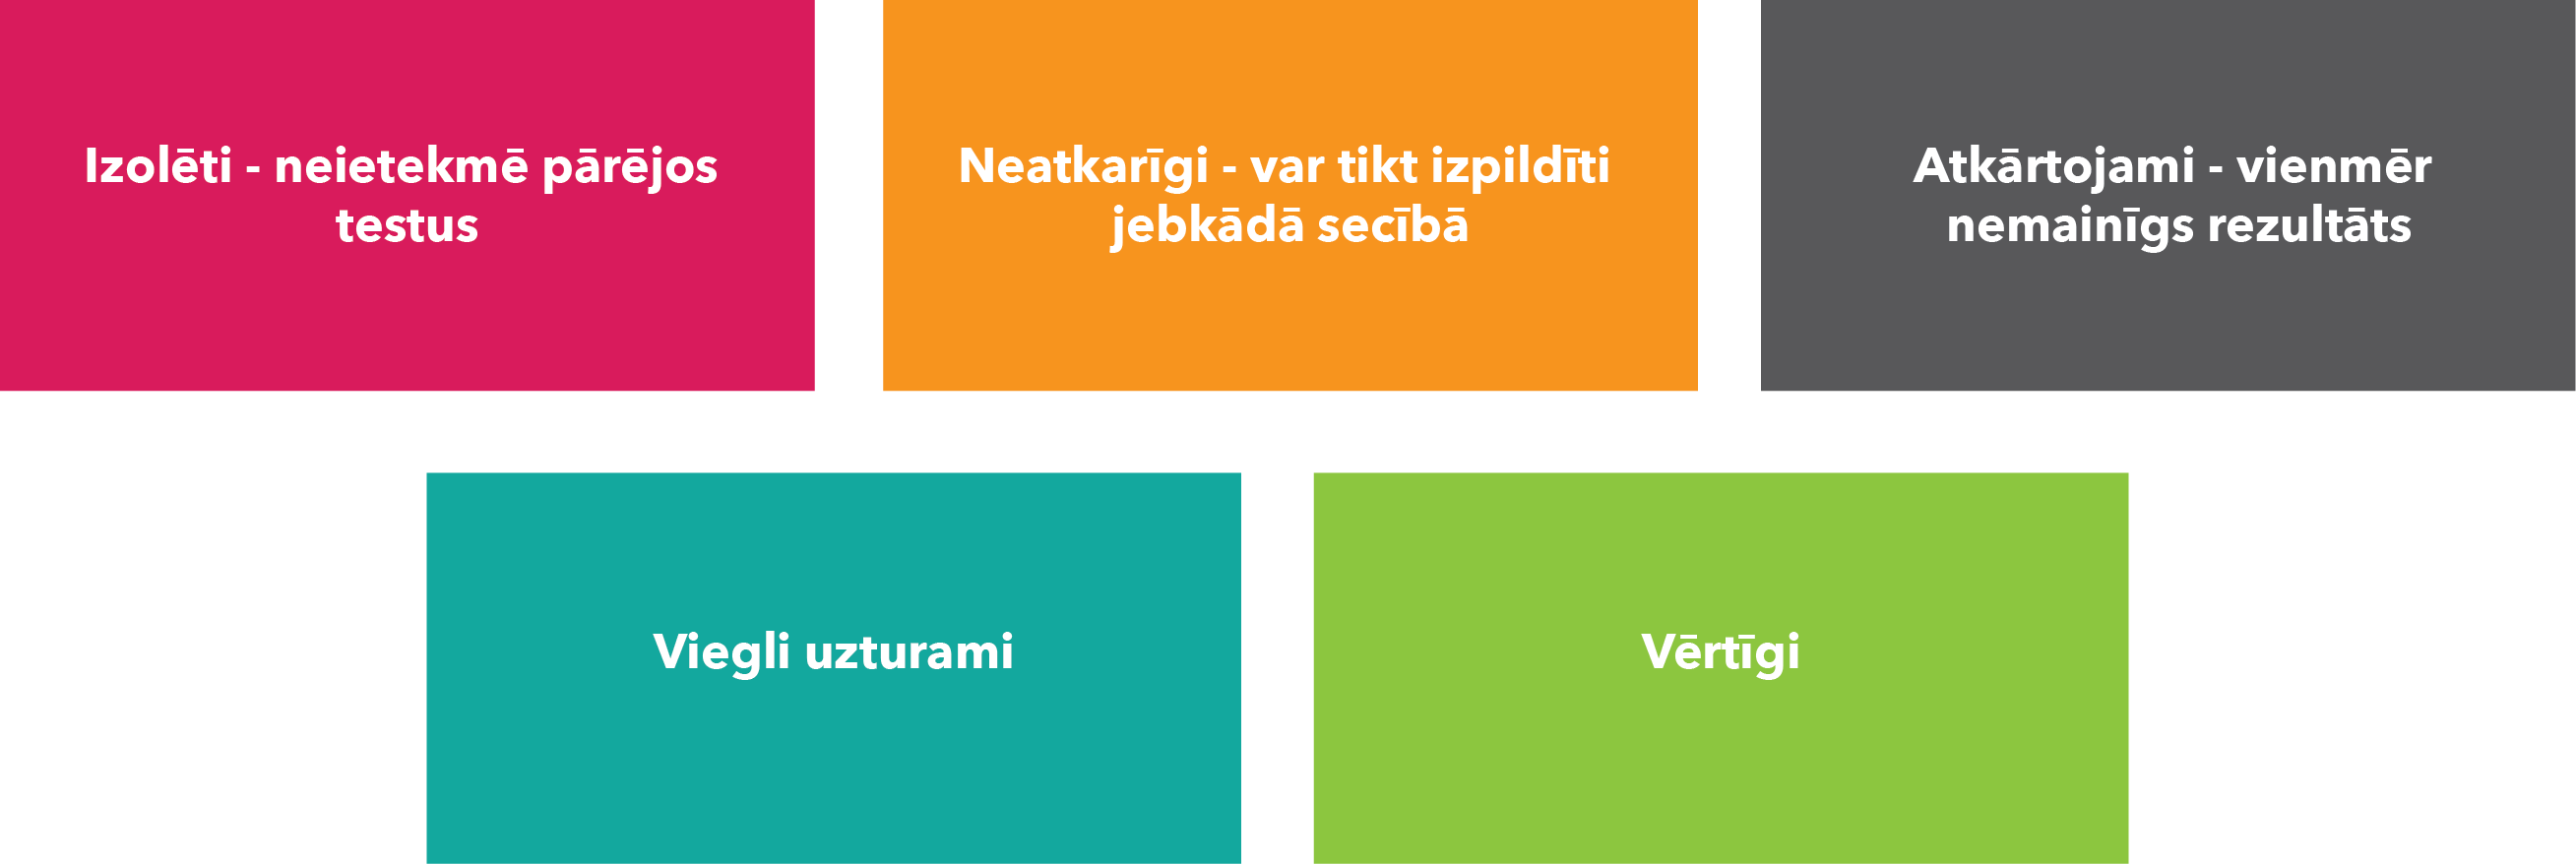 Izolēti - neietekmē pārējos
testus
Neatkarīgi - var tikt izpildīti
jebkādā secībā
Atkārtojami - vienmēr
nemainīgs rezultāts
Viegli uzturami
Vērtīgi